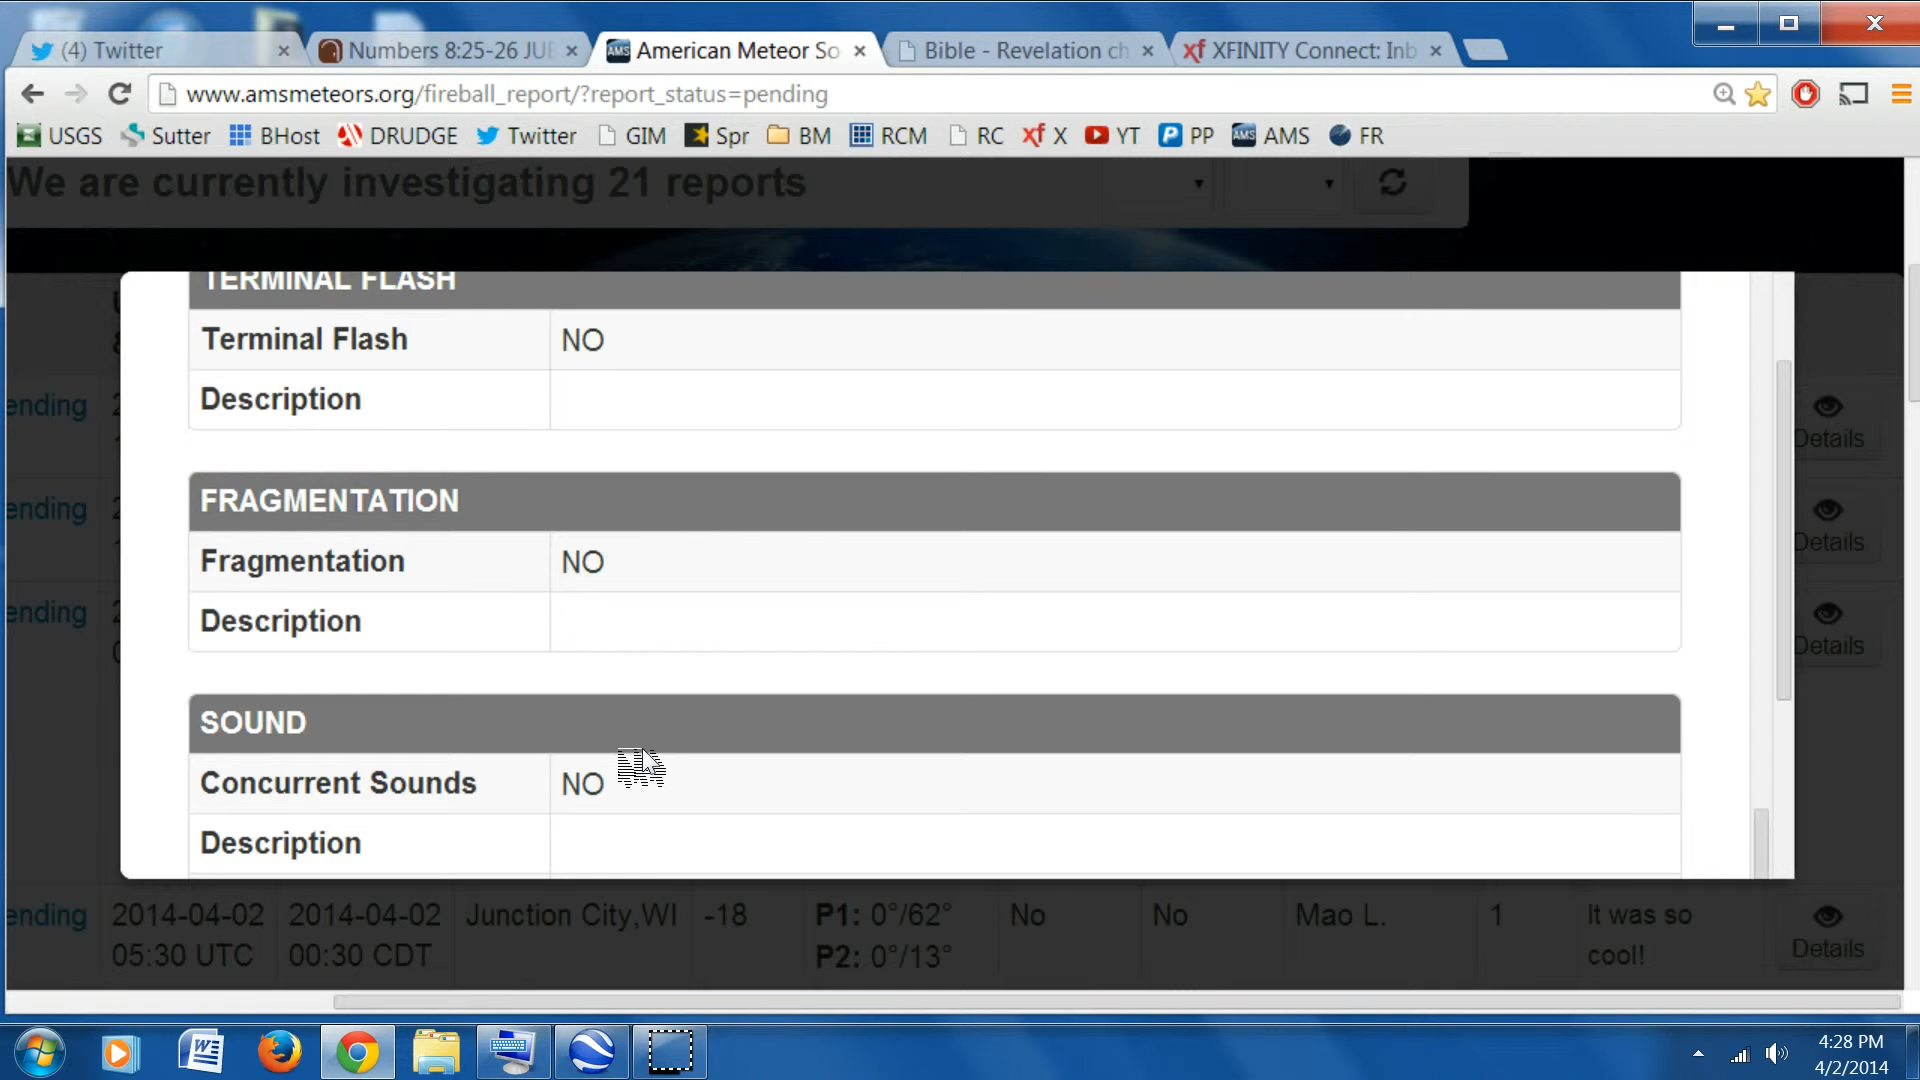 (4) Twitter
Numbers 8:25-26 JUB
American Meteor So
Bible - Revelation ch
XFINITY Connect: Inb
www.amsmeteors.org/fireball_report/?report_status=pending
USGS
Sutter
BHost
DRUDGE
Twitter
GIM
Spr
BM
RCM
RC
X
YT
PP
AMS
FR
We are currently investigating 21 reports
TERMINAL FLASH
Terminal Flash NO
Description
FRAGMENTATION
Fragmentation NO
Description
SOUND
Concurrent Sounds NO
Description
ending
Details
ending
Details
ending
Details
ending 2014-04-02 2014-04-02 Junction City,WI -18 P1: 0°/62° No No Mao L. 1 It was so
05:30 UTC 00:30 CDT P2: 0°/13° cool! Details
4:28 PM
4/2/2014